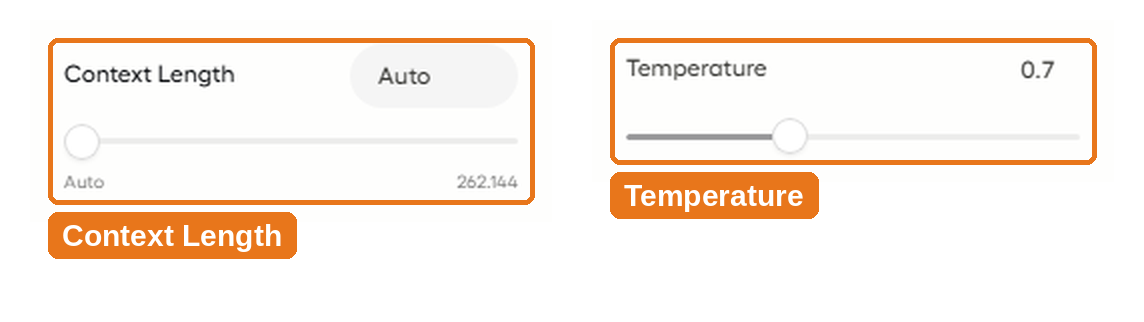 Context Length
Auto
Auto
262.144
Context Length
Temperature
0.7
Temperature